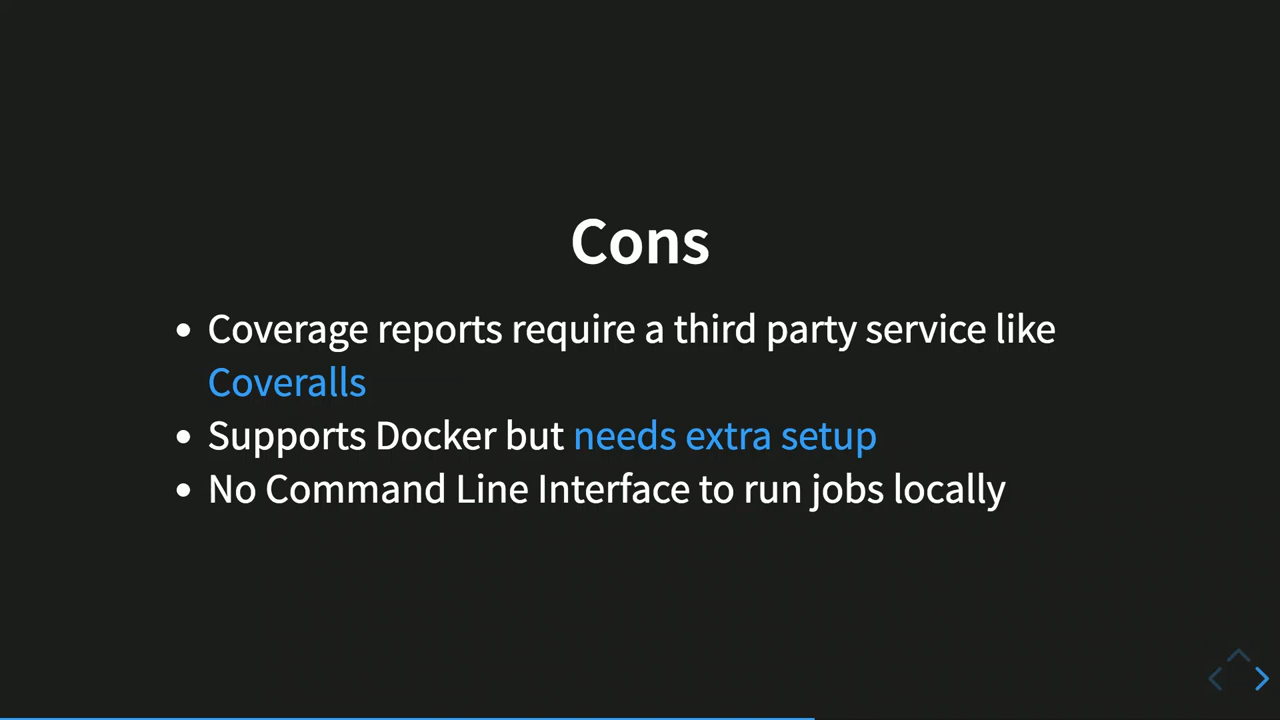 Cons
• Coverage reports require a third party service like
Coveralls
• Supports Docker but needs extra setup
• No Command Line Interface to run jobs locally